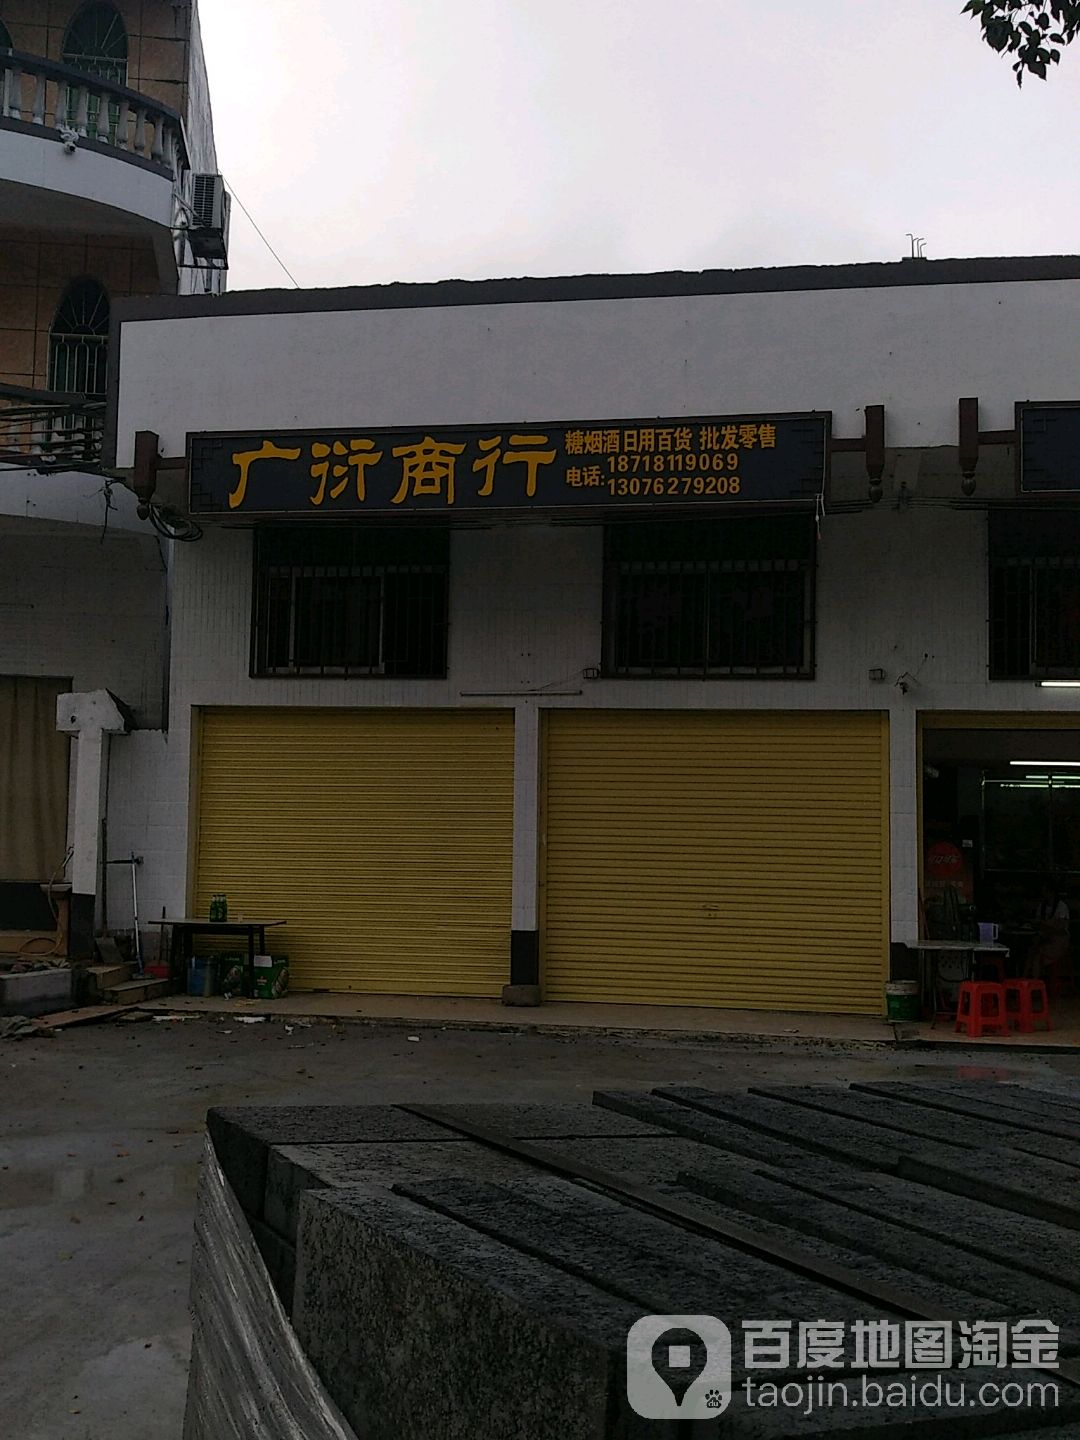 广衍商行
糖烟酒日用百货 批发零售
电话:18718119069
13076279208
百度地图淘金
taojin.baidu.com